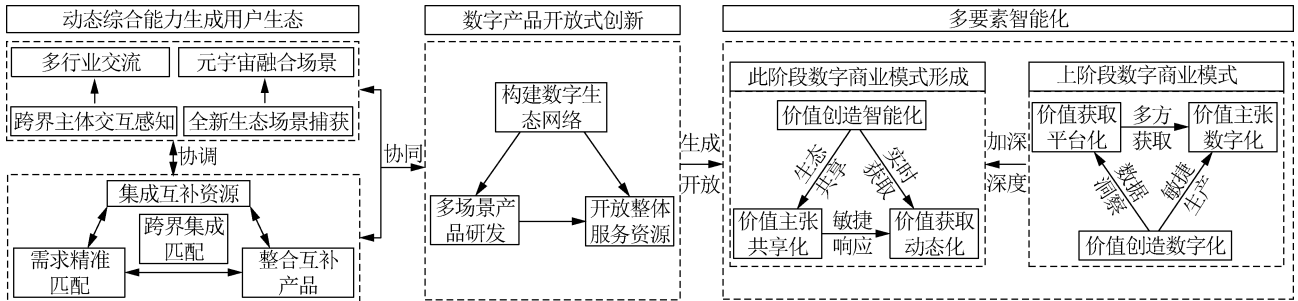 动态综合能力生成用户生态
多行业交流
元宇宙融合场景
跨界主体交互感知
全新生态场景捕获
协调
集成互补资源
跨界集成
匹配
需求精准
匹配
整合互补
产品
协同
数字产品开放式创新
构建数字生
态网络
多场景产
品研发
开放整体
服务资源
生成
开放
多要素智能化
此阶段数字商业模式形成
价值创造智能化
生态
共享
实时
获取
价值主张
共享化
敏捷
响应
价值获取
动态化
加深
深度
上阶段数字商业模式
价值获取
平台化
多方
获取
价值主张
数字化
数据
洞察
敏捷
生产
价值创造数字化